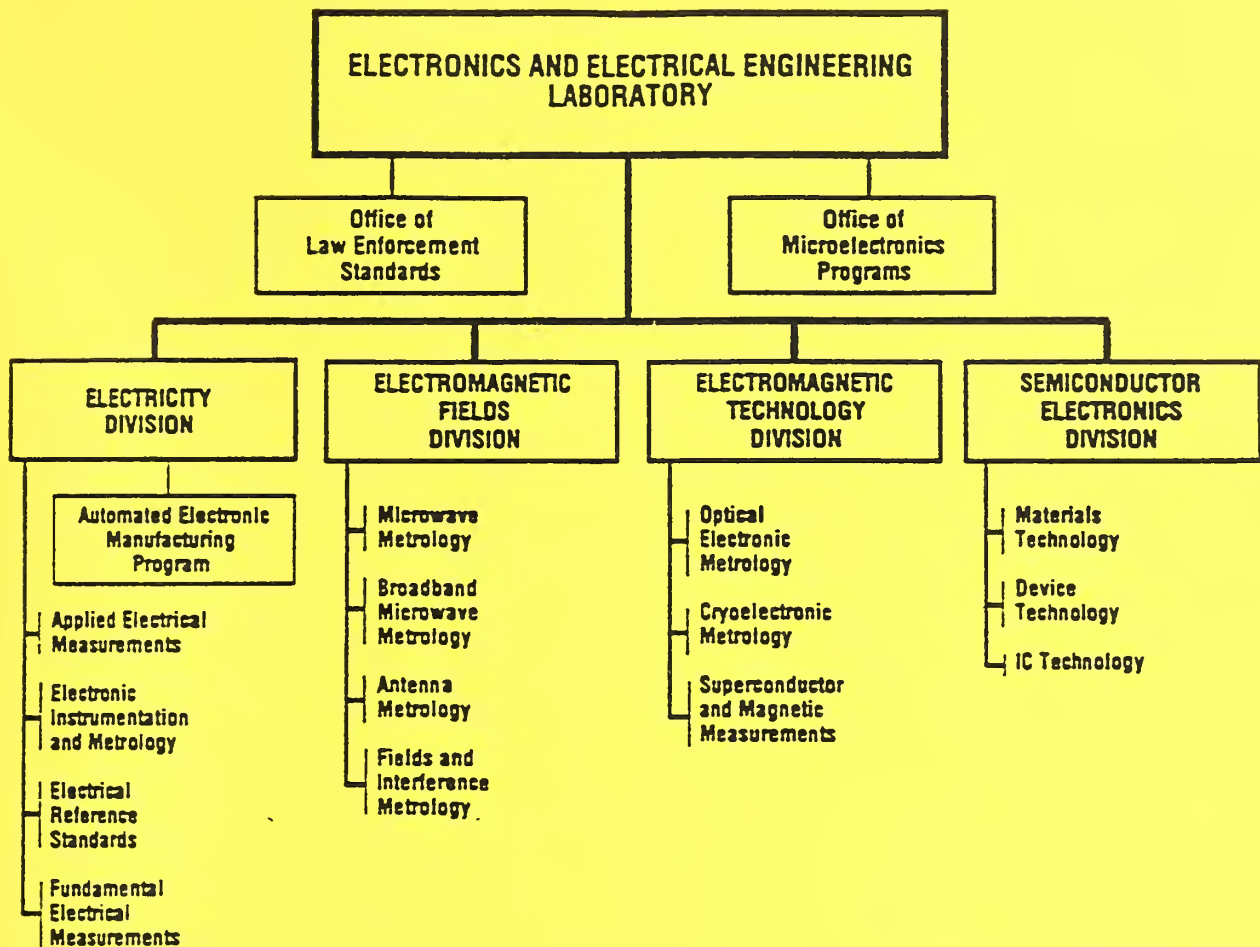 ELECTRONICS AND ELECTRICAL ENGINEERING
LABORATORY
Office of
Law Enforcement
Standards
Office of
Microelectronics
Programs
ELECTRICITY
DIVISION
Automated Electronic
Manufacturing
Program
Applied Electrical
Measurements
Electronic
Instrumentation
and Metrology
Electrical
Reference
Standards
Fundamental
Electrical
Measurements
ELECTROMAGNETIC
FIELDS
DIVISION
Microwave
Metrology
Broadband
Microwave
Metrology
Antenna
Metrology
Fields and
Interference
Metrology
ELECTROMAGNETIC
TECHNOLOGY
DIVISION
Optical
Electronic
Metrology
Cryoelectronic
Metrology
Superconductor
and Magnetic
Measurements
SEMICONDUCTOR
ELECTRONICS
DIVISION
Materials
Technology
Device
Technology
IC Technology